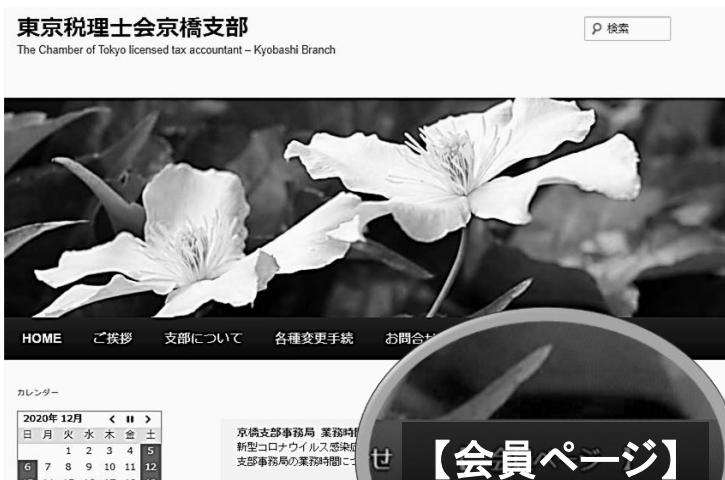 東京税理士会京橋支部
The Chamber of Tokyo licensed tax accountant – Kyobashi Branch
検索
HOME ご挨拶 支部について 各種変更手続 お問合せ
カレンダー
2020年 12月
日 月 火 水 木 金 土
1 2 3 4 5
6 7 8 9 10 11 12
京橋支部事務局 業務時
新型コロナウイルス感染
支部事務局の業務時間に
せ 【会員ページ】